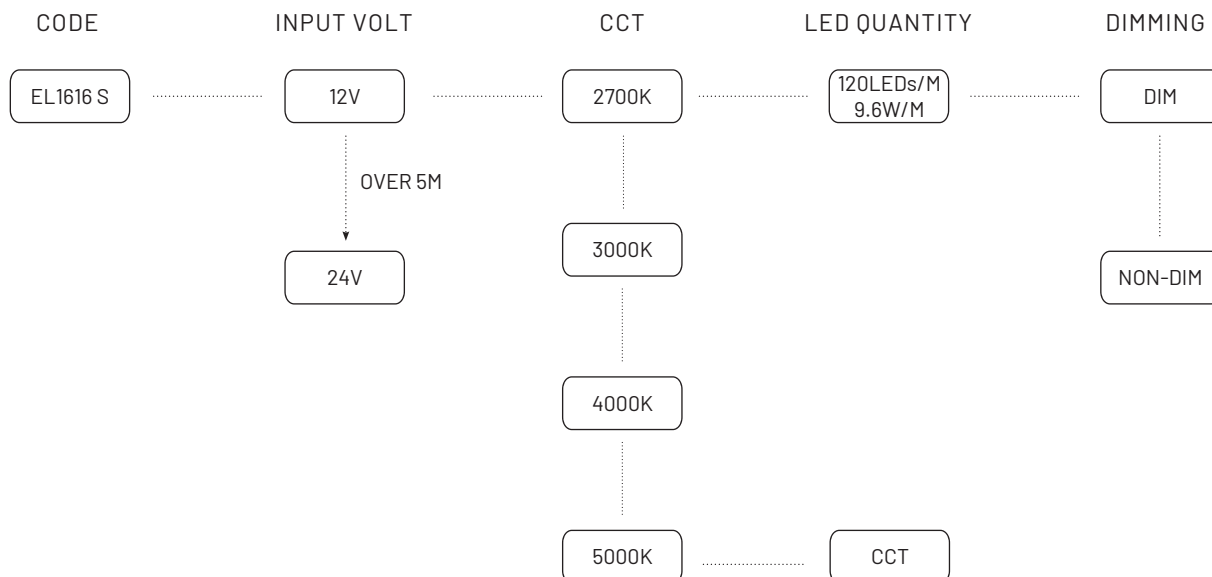 CODE
INPUT VOLT
CCT
LED QUANTITY
DIMMING
EL1616 S
12V
2700K
120LEDs/M
9.6W/M
DIM
OVER 5M
3000K
24V
NON-DIM
4000K
5000K
CCT